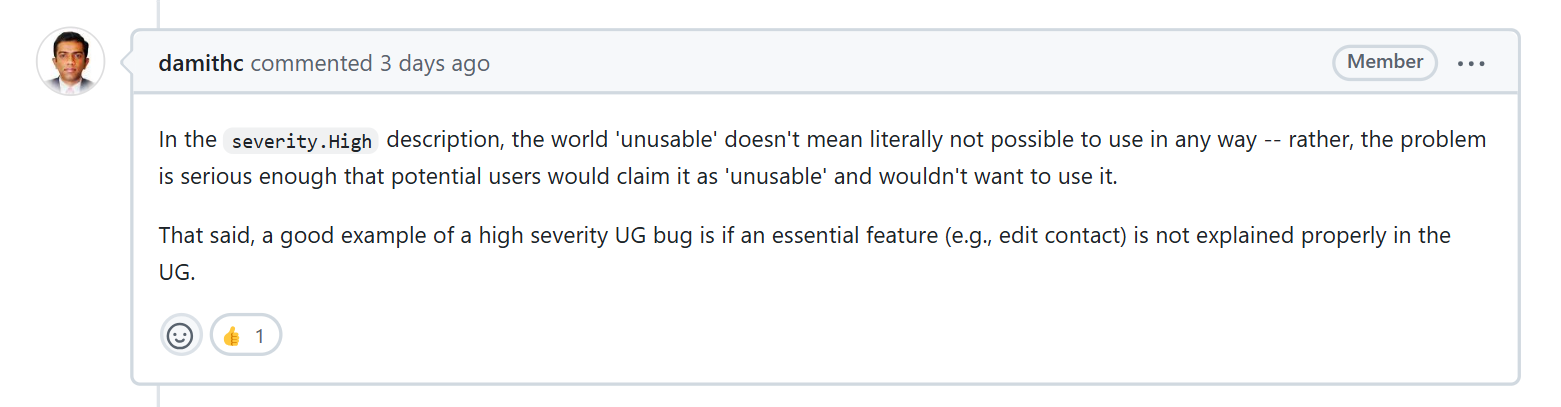 damithc commented 3 days ago
Member
In the severity.High description, the world 'unusable' doesn't mean literally not possible to use in any way -- rather, the problem
is serious enough that potential users would claim it as 'unusable' and wouldn't want to use it.
That said, a good example of a high severity UG bug is if an essential feature (e.g., edit contact) is not explained properly in the
UG.
👍 1